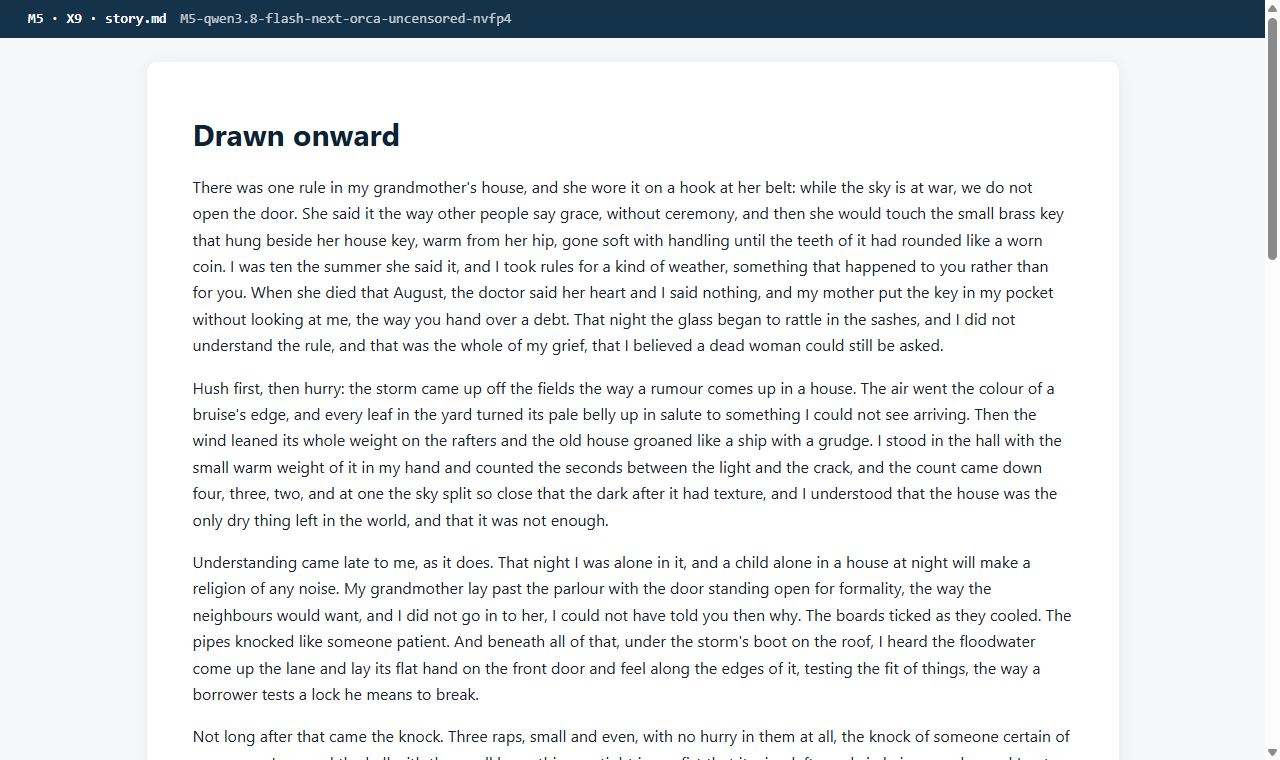 M5 • X9 • story.md M5-qwen3.8-flash-next-orca-uncensored-nvfp4
Drawn onward
There was one rule in my grandmother's house, and she wore it on a hook at her belt: while the sky is at war, we do not
open the door. She said it the way other people say grace, without ceremony, and then she would touch the small brass key
that hung beside her house key, warm from her hip, gone soft with handling until the teeth of it had rounded like a worn
coin. I was ten the summer she said it, and I took rules for a kind of weather, something that happened to you rather than
for you. When she died that August, the doctor said her heart and I said nothing, and my mother put the key in my pocket
without looking at me, the way you hand over a debt. That night the glass began to rattle in the sashes, and I did not
understand the rule, and that was the whole of my grief, that I believed a dead woman could still be asked.
Hush first, then hurry: the storm came up off the fields the way a rumour comes up in a house. The air went the colour of a
bruise's edge, and every leaf in the yard turned its pale belly up in salute to something I could not see arriving. Then the
wind leaned its whole weight on the rafters and the old house groaned like a ship with a grudge. I stood in the hall with the
small warm weight of it in my hand and counted the seconds between the light and the crack, and the count came down
four, three, two, and at one the sky split so close that the dark after it had texture, and I understood that the house was the
only dry thing left in the world, and that it was not enough.
Understanding came late to me, as it does. That night I was alone in it, and a child alone in a house at night will make a
religion of any noise. My grandmother lay past the parlour with the door standing open for formality, the way the
neighbours would want, and I did not go in to her, I could not have told you then why. The boards ticked as they cooled. The
pipes knocked like someone patient. And beneath all of that, under the storm's boot on the roof, I heard the floodwater
come up the lane and lay its flat hand on the front door and feel along the edges of it, testing the fit of things, the way a
borrower tests a lock he means to break.
Not long after that came the knock. Three raps, small and even, with no hurry in them at all, the knock of someone certain of